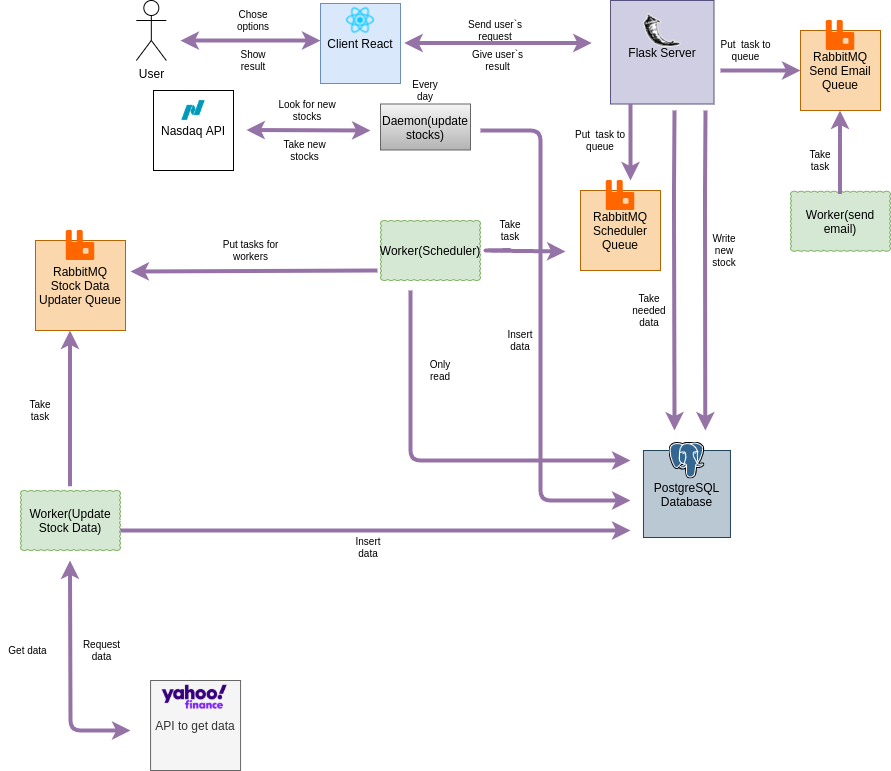 Chose
options
Show
result
User
Client React
Send user`s
request
Give user`s
result
Flask Server
Put  task to
queue
RabbitMQ
Send Email
Queue
Every
day
Nasdaq API
Look for new
stocks
Take new
stocks
Daemon(update
stocks)
Put  task to
queue
Take
task
Worker(send
email)
RabbitMQ
Scheduler
Queue
Take
task
Worker(Scheduler)
Put tasks for
workers
RabbitMQ
Stock Data
Updater Queue
Write
new
stock
Take
needed
data
Insert
data
Only
read
Take
task
PostgreSQL
Database
Worker(Update
Stock Data)
Insert
data
Get data
Request
data
yahoo!
finance
API to get data